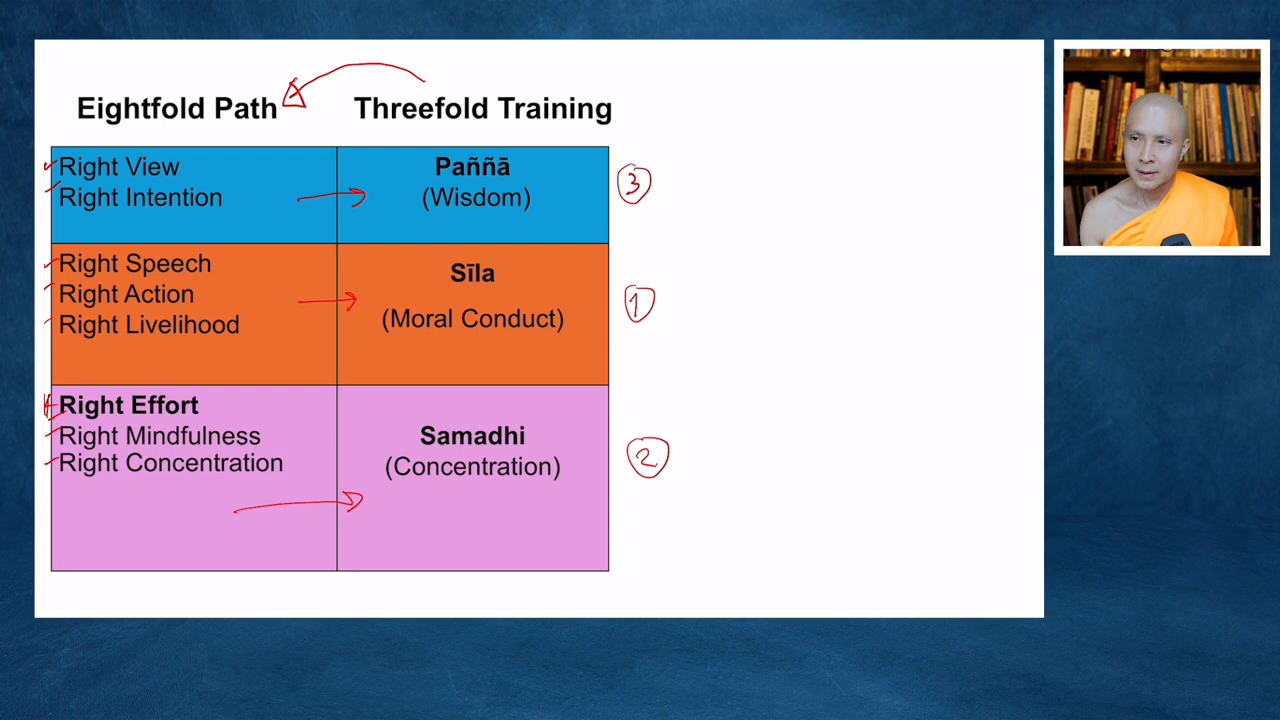 Eightfold Path
Threefold Training
Right View
Right Intention
Paññā
(Wisdom)
3
Right Speech
Right Action
Right Livelihood
Sīla
(Moral Conduct)
1
Right Effort
Right Mindfulness
Right Concentration
Samadhi
(Concentration)
2